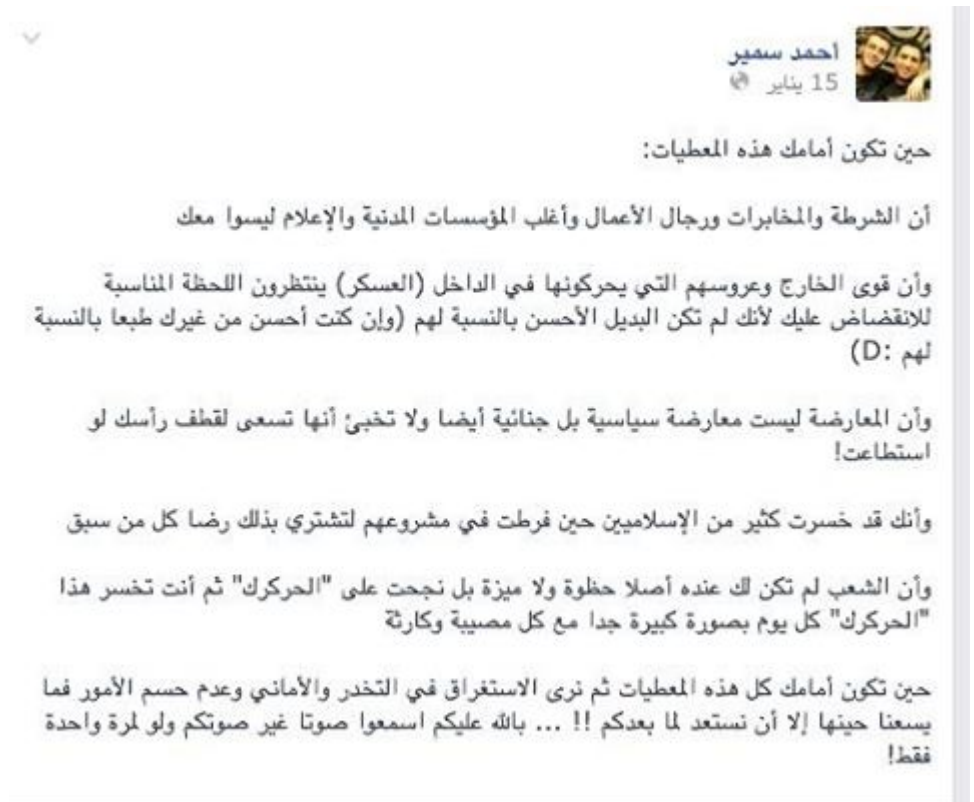 أحمد سمير
15 يناير
حين تكون أمامك هذه المعطيات:
أن الشرطة والمخابرات ورجال الأعمال وأغلب المؤسسات المدنية والإعلام ليسوا معك
وأن قوى الخارج وعروسهم التي يحركونها في الداخل (العسكر) ينتظرون اللحظة المناسبة
للانقضاض عليك لأنك لم تكن البديل الأحسن بالنسبة لهم (وإن كنت أحسن من غيرك طبعا بالنسبة
لهم :D)
وأن المعارضة ليست معارضة سياسية بل جنائية أيضا ولا تخبئ أنها تسعى لقطف رأسك لو
استطاعت!
وأنك قد خسرت كثير من الإسلاميين حين فرطت في مشروعهم لتشتري بذلك رضا كل من سبق
وأن الشعب لم تكن لك عنده أصلا حظوة ولا ميزة بل نجحت على "الحركرك" ثم أنت تخسر هذا
"الحركرك" كل يوم بصورة كبيرة جدا مع كل مصيبة وكارثة
حين تكون أمامك كل هذه المعطيات ثم نرى الاستغراق في التخدر والأماني وعدم حسم الأمور فما
يسعنا حينها إلا أن نستعد لما بعدكم !! ... بالله عليكم اسمعوا صوتا غير صوتكم ولو لمرة واحدة
فقط!